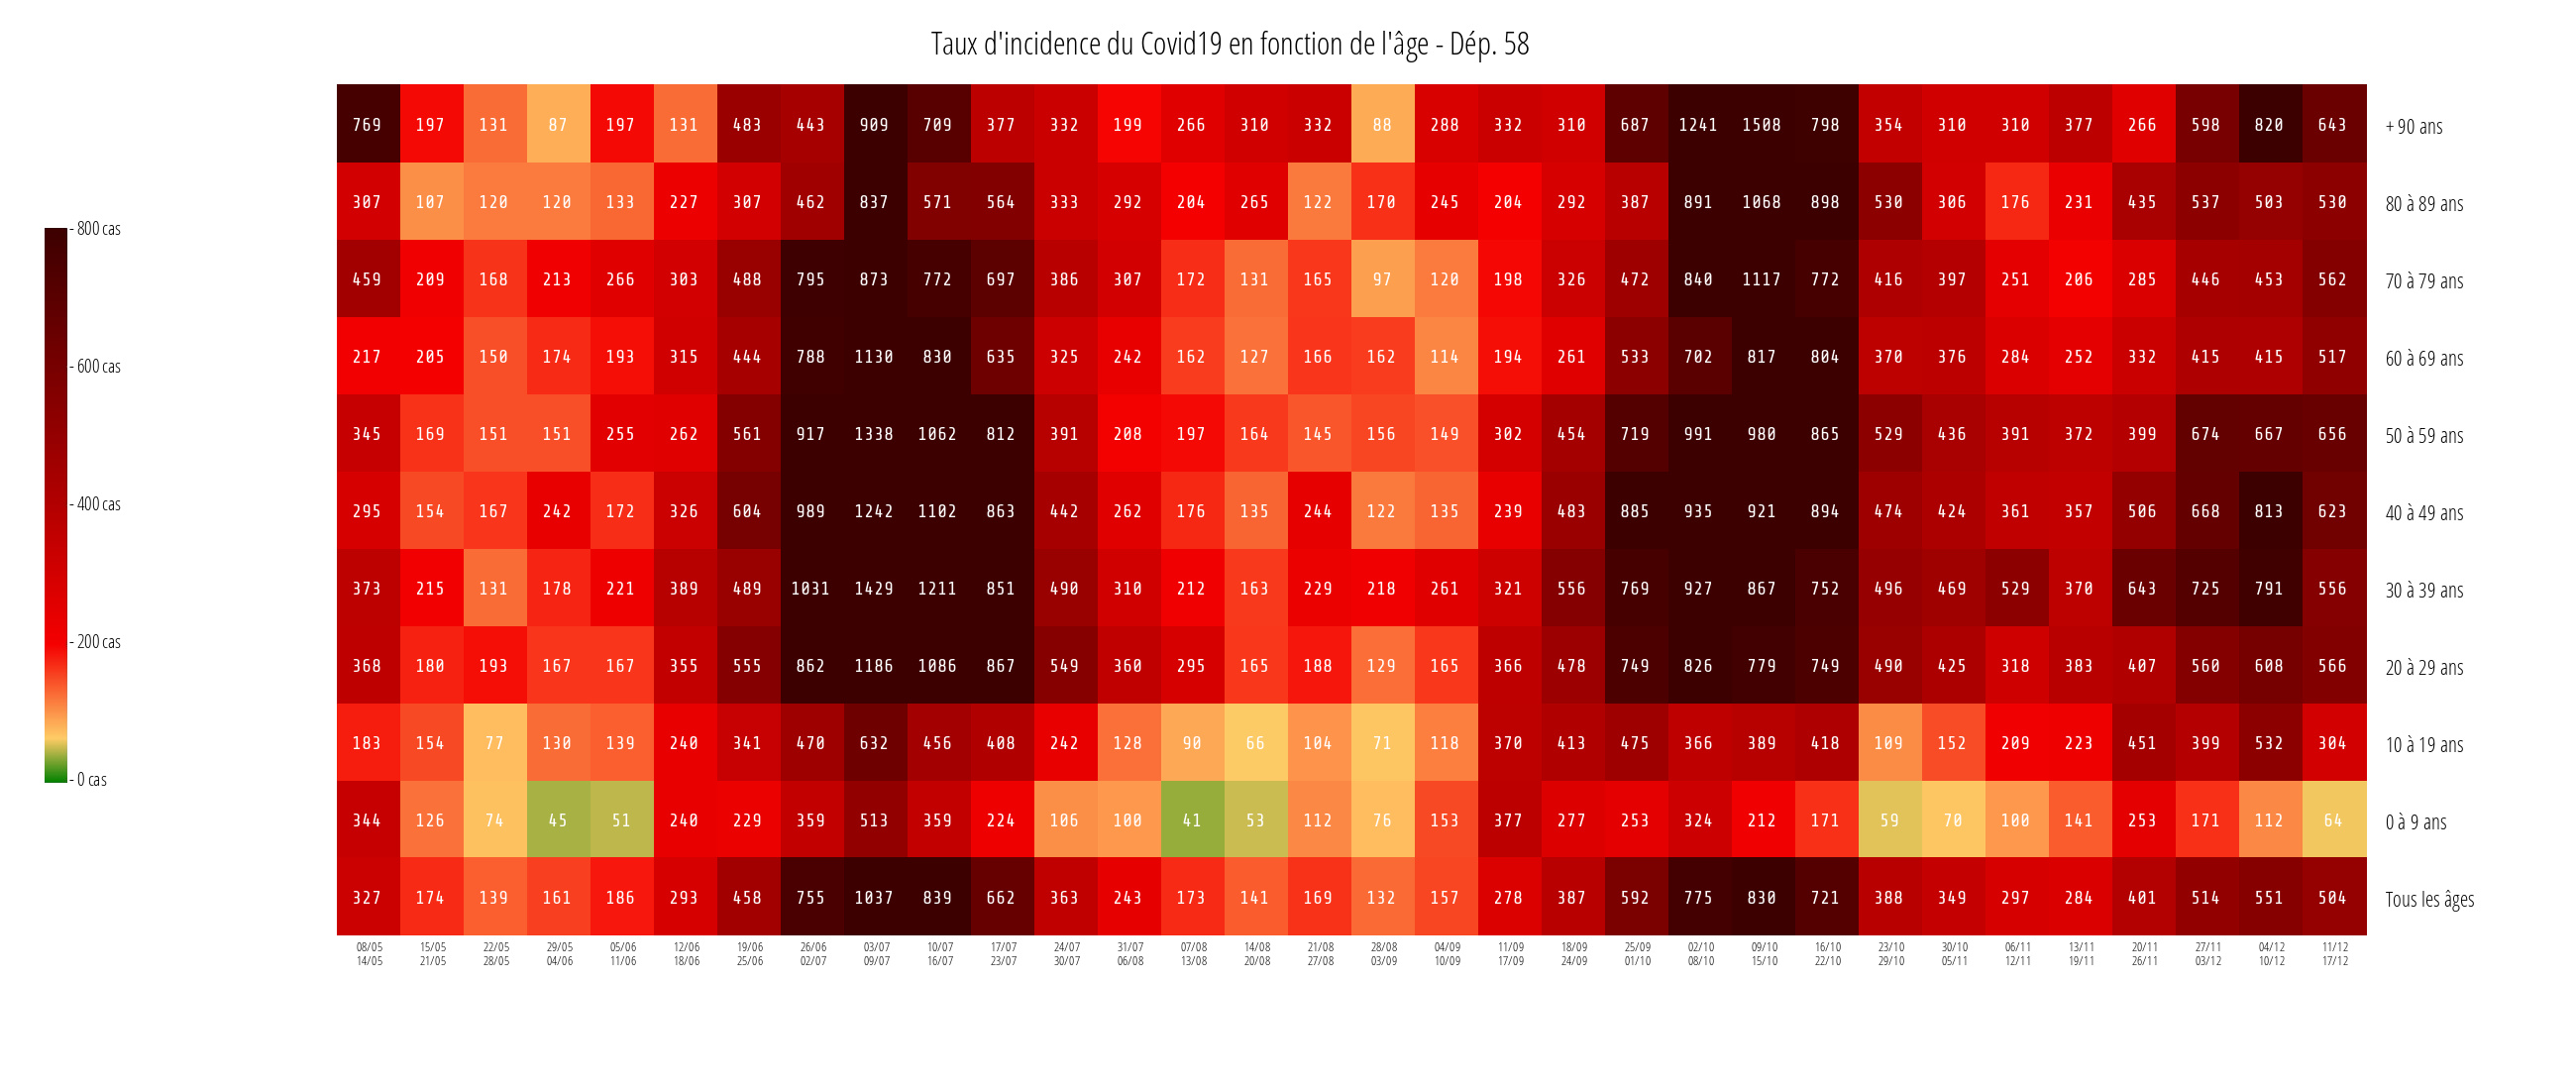 Taux d'incidence du Covid19 en fonction de l'âge - Dép. 58
- 800 cas
- 600 cas
- 400 cas
- 200 cas
- 0 cas
769 197 131 87 197 131 483 443 909 709 377 332 199 266 310 332 88 288 332 310 687 1241 1508 798 354 310 310 377 266 598 820 643 + 90 ans
307 107 120 120 133 227 307 462 837 571 564 333 292 204 265 122 170 245 204 292 387 891 1068 898 530 306 176 231 435 537 503 530 80 à 89 ans
459 209 168 213 266 303 488 795 873 772 697 386 307 172 131 165 97 120 198 326 472 840 1117 772 416 397 251 206 285 446 453 562 70 à 79 ans
217 205 150 174 193 315 444 788 1130 830 635 325 242 162 127 166 162 114 194 261 533 702 817 804 370 376 284 252 332 415 415 517 60 à 69 ans
345 169 151 151 255 262 561 917 1338 1062 812 391 208 197 164 145 156 149 302 454 719 991 980 865 529 436 391 372 399 674 667 656 50 à 59 ans
295 154 167 242 172 326 604 989 1242 1102 863 442 262 176 135 244 122 135 239 483 885 935 921 894 474 424 361 357 506 668 813 623 40 à 49 ans
373 215 131 178 221 389 489 1031 1429 1211 851 490 310 212 163 229 218 261 321 556 769 927 867 752 496 469 529 370 643 725 791 556 30 à 39 ans
368 180 193 167 167 355 555 862 1186 1086 867 549 360 295 165 188 129 165 366 478 749 826 779 749 490 425 318 383 407 560 608 566 20 à 29 ans
183 154 77 130 139 240 341 470 632 456 408 242 128 90 66 104 71 118 370 413 475 366 389 418 109 152 209 223 451 399 532 304 10 à 19 ans
344 126 74 45 51 240 229 359 513 359 224 106 100 41 53 112 76 153 377 277 253 324 212 171 59 70 100 141 253 171 112 64 0 à 9 ans
327 174 139 161 186 293 458 755 1037 839 662 363 243 173 141 169 132 157 278 387 592 775 830 721 388 349 297 284 401 514 551 504 Tous les âges
08/05 15/05 22/05 29/05 05/06 12/06 19/06 26/06 03/07 10/07 17/07 24/07 31/07 07/08 14/08 21/08 28/08 04/09 11/09 18/09 25/09 02/10 09/10 16/10 23/10 30/10 06/11 13/11 20/11 27/11 04/12 11/12
14/05 21/05 28/05 04/06 11/06 18/06 25/06 02/07 09/07 16/07 23/07 30/07 06/08 13/08 20/08 27/08 03/09 10/09 17/09 24/09 01/10 08/10 15/10 22/10 29/10 05/11 12/11 19/11 26/11 03/12 10/12 17/12